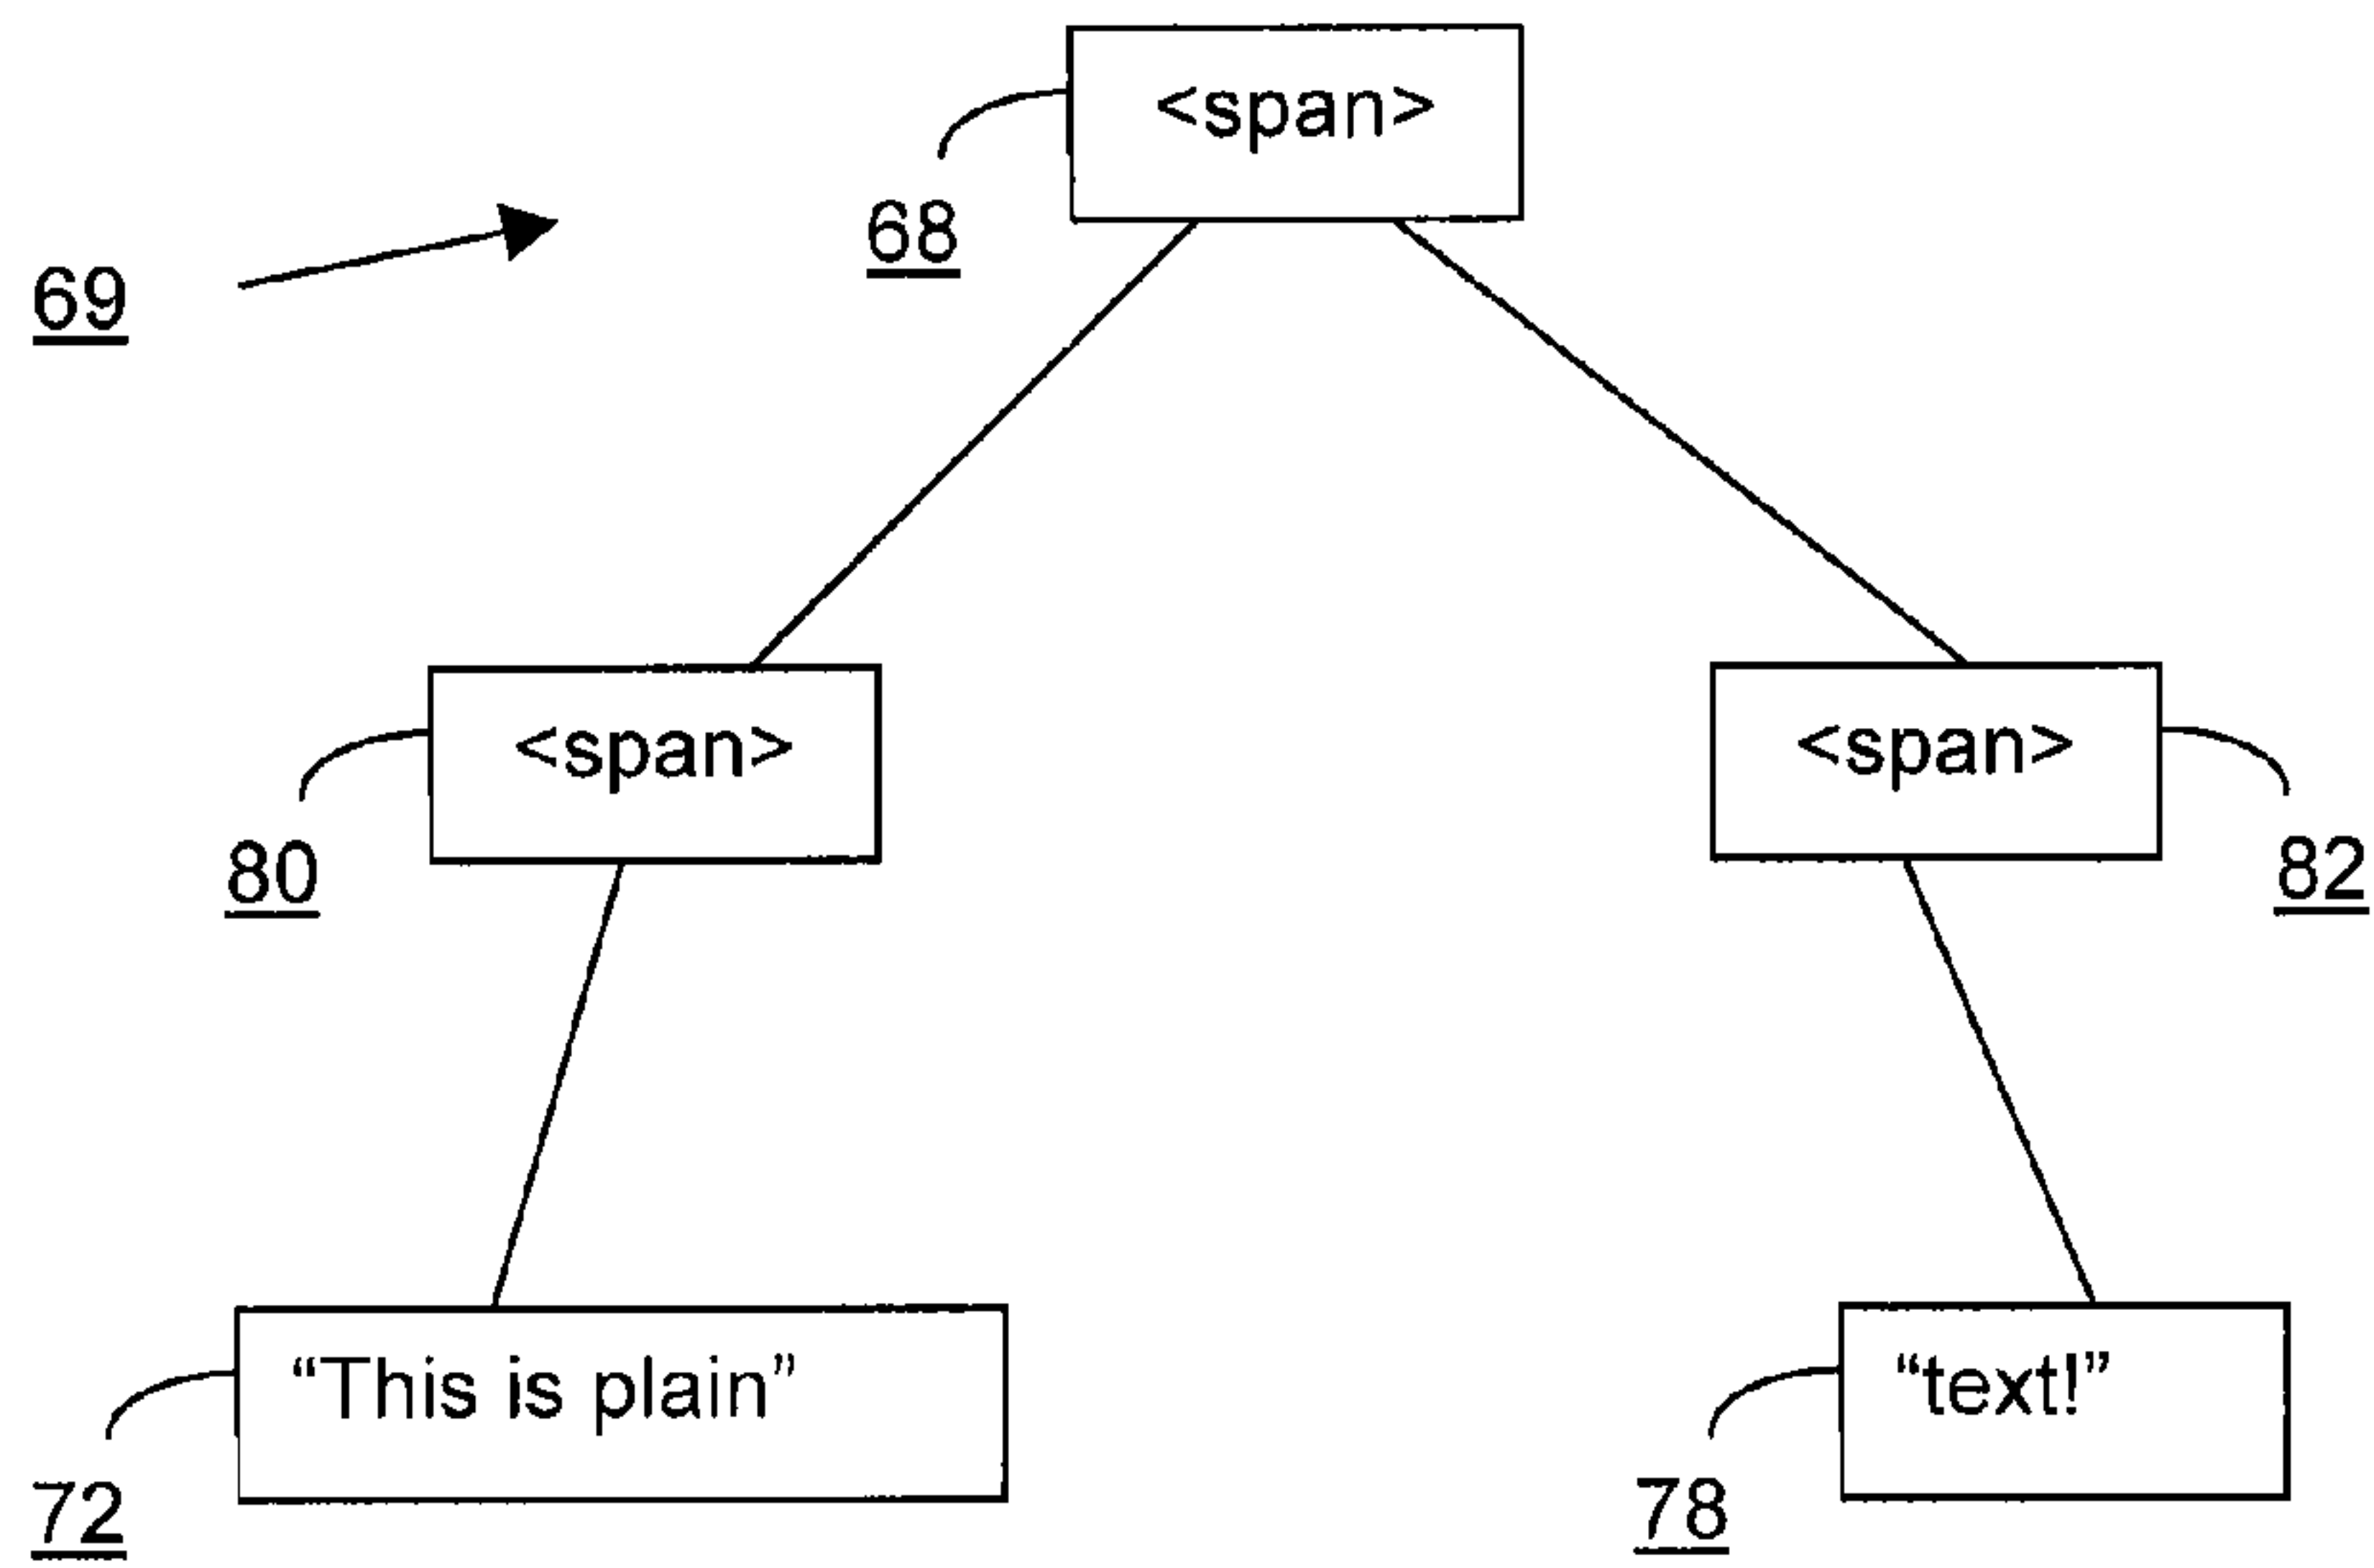 <span>
68
69
<span>
<span>
80
82
“This is plain”
“text!”
72
78